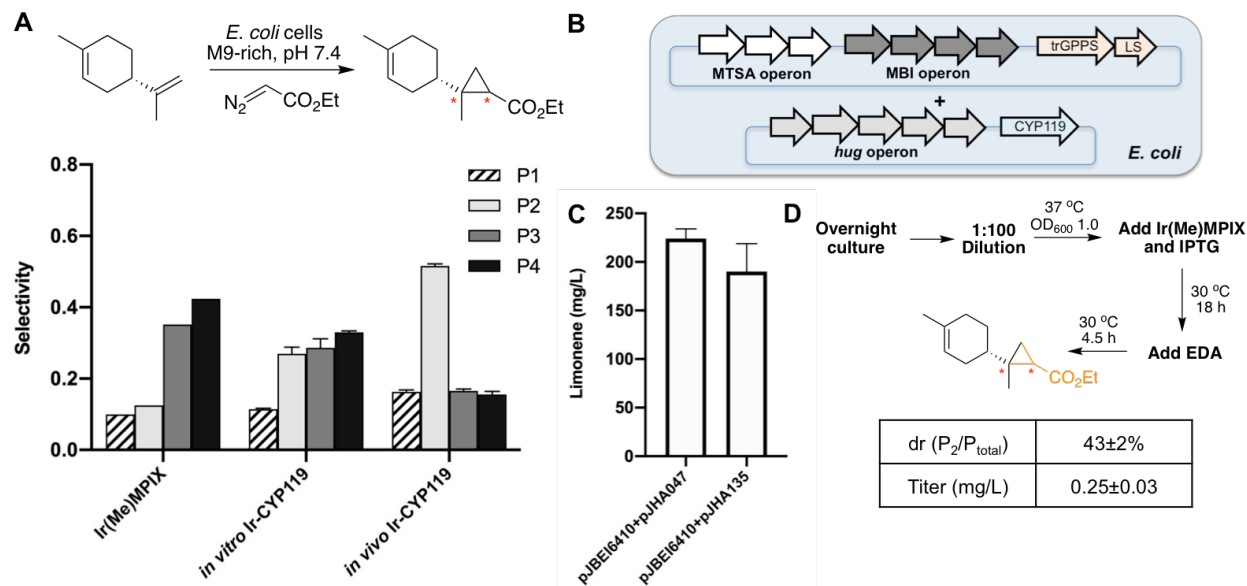 A
E. coli cells
M9-rich, pH 7.4
N2
CO2Et
*
*
CO2Et
Me
Selectivity
0.8
0.6
0.4
0.2
0.0
P1
P2
P3
P4
Ir(Me)MPIX
in vitro Ir-CYP119
in vivo Ir-CYP119
B
MTSA operon
MBI operon
trGPPS
LS
+
hug operon
CYP119
E. coli
C
Limonene (mg/L)
250
200
150
100
50
0
pJBEI6410+pJHA047
pJBEI6410+pJHA135
D
Overnight
culture
1:100
Dilution
37 °C
OD600 1.0
Add Ir(Me)MPIX
and IPTG
30 °C
18 h
Add EDA
30 °C
4.5 h
*
*
CO2Et
dr (P2/Ptotal)
43±2%
Titer (mg/L)
0.25±0.03